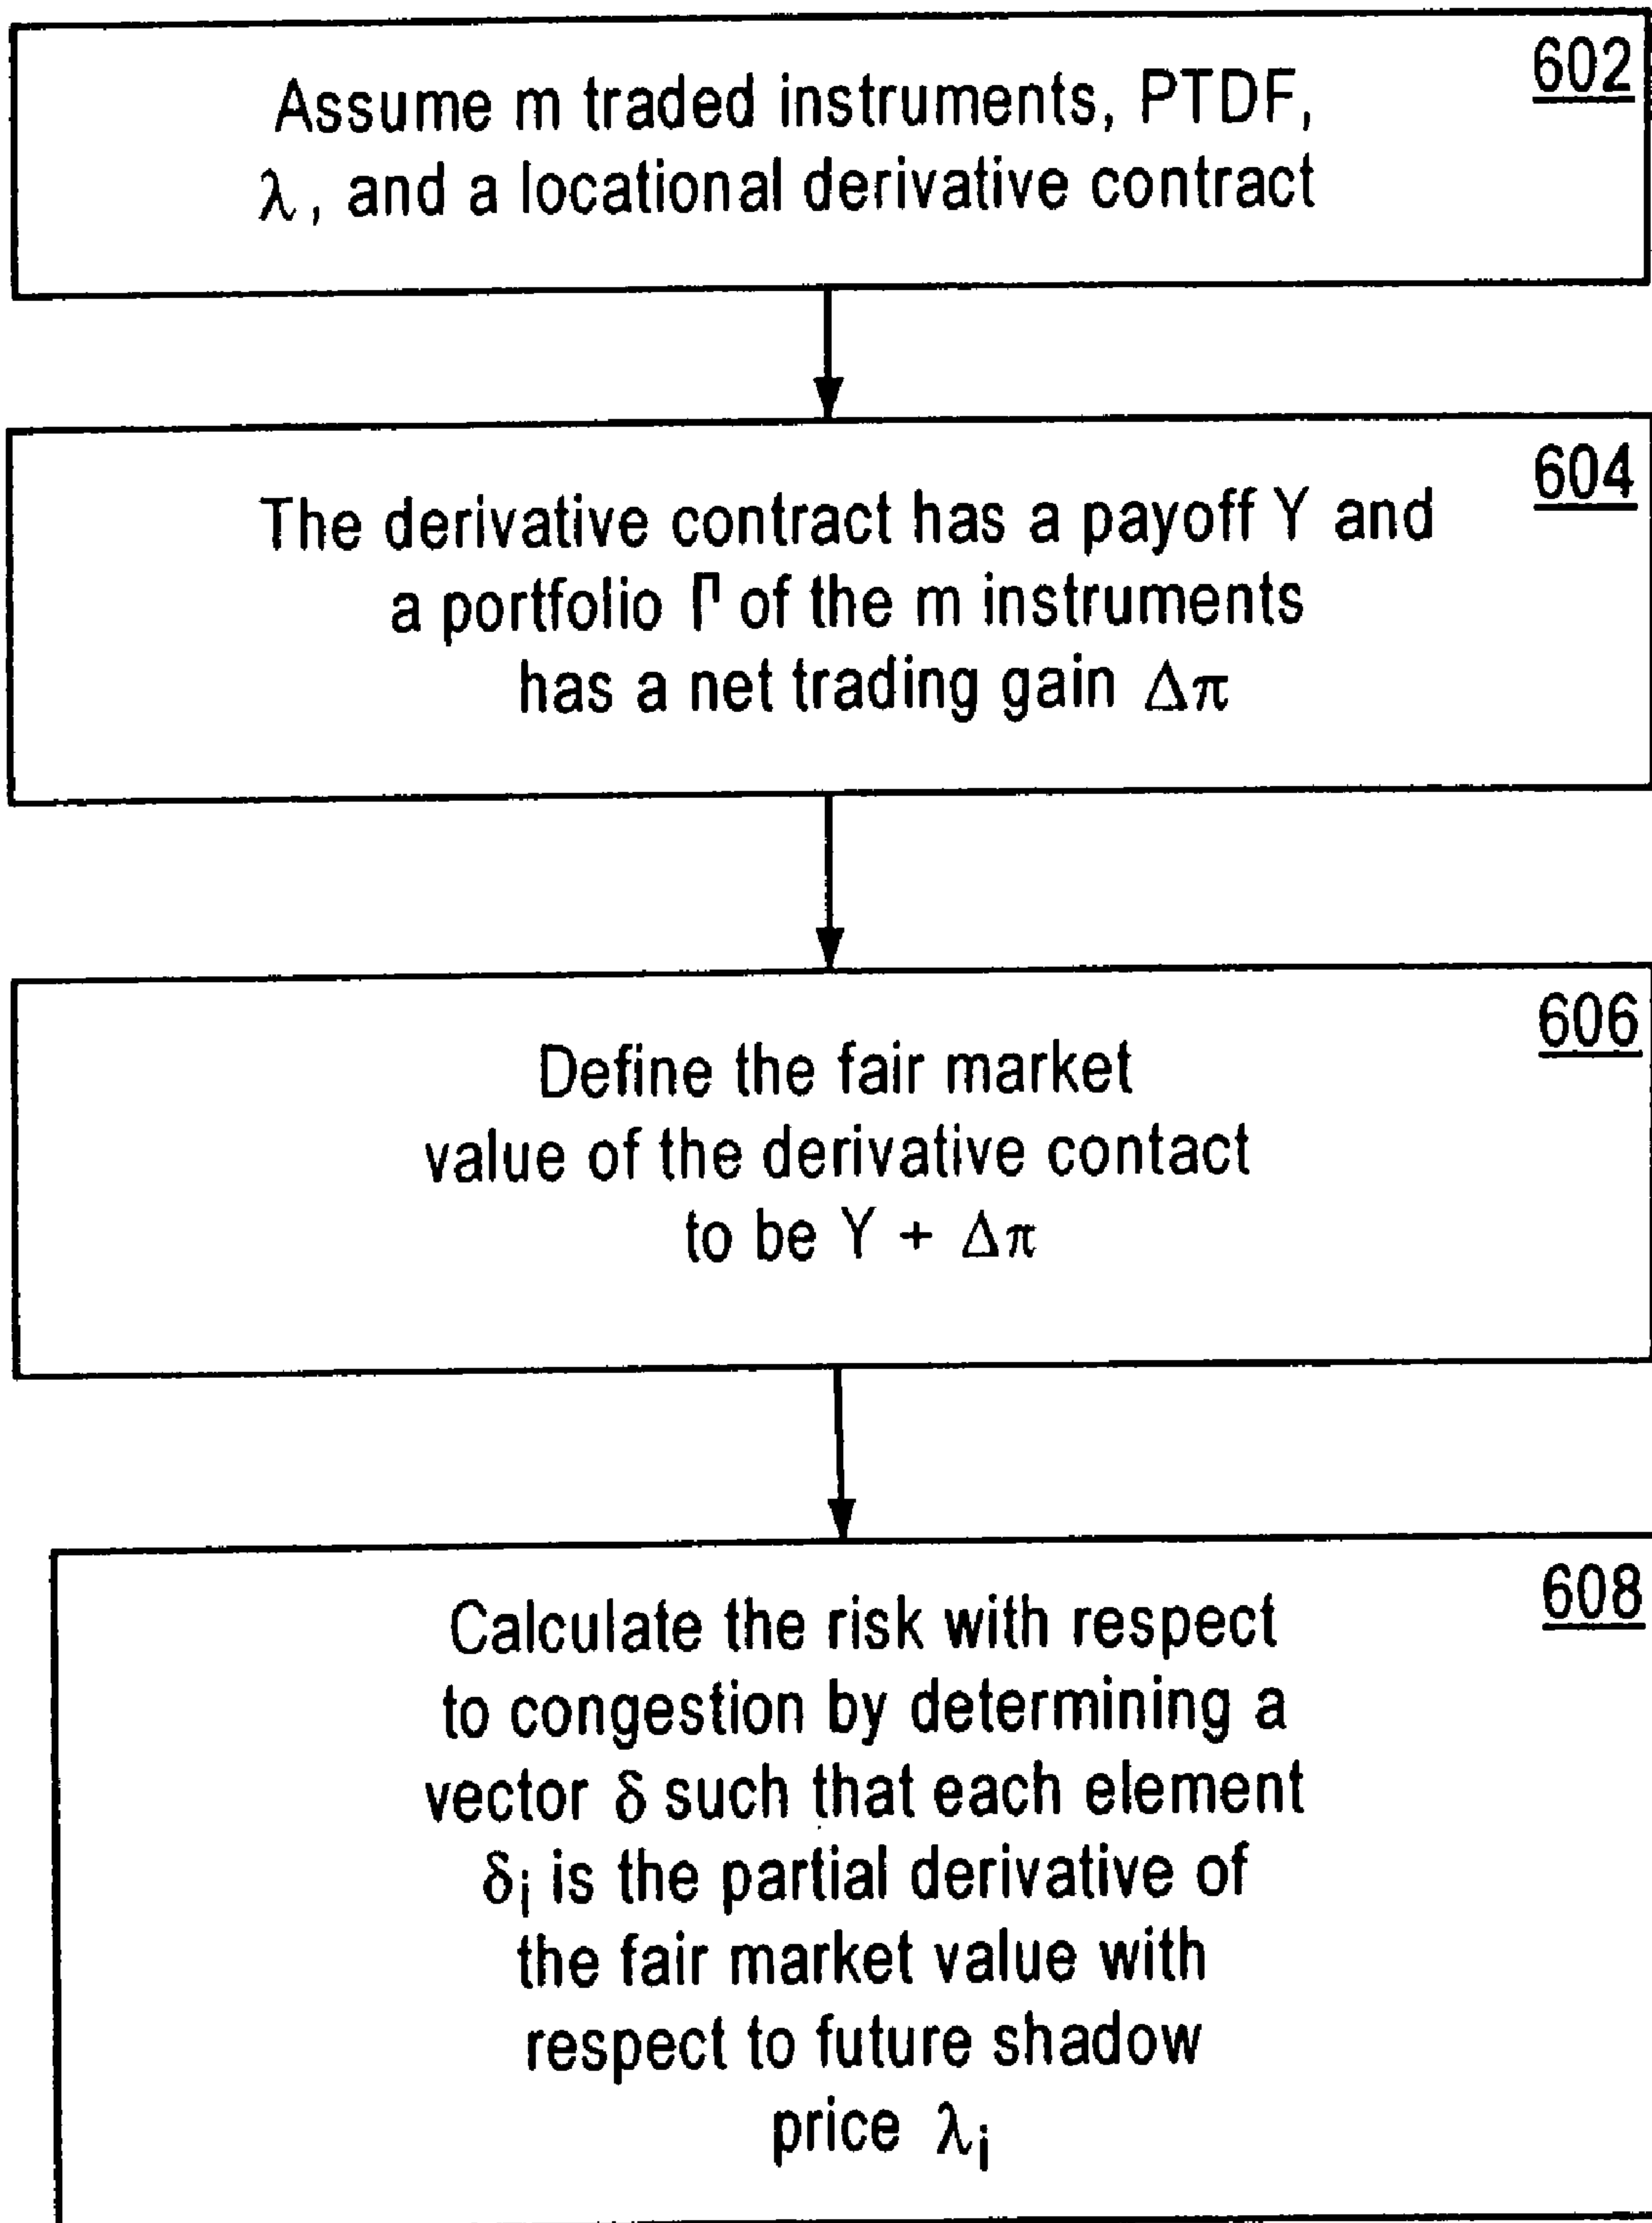 602
Assume m traded instruments, PTDF,
λ, and a locational derivative contract
604
The derivative contract has a payoff Y and
a portfolio Γ of the m instruments
has a net trading gain Δπ
606
Define the fair market
value of the derivative contact
to be Y + Δπ
608
Calculate the risk with respect
to congestion by determining a
vector δ such that each element
δi is the partial derivative of
the fair market value with
respect to future shadow
price λi